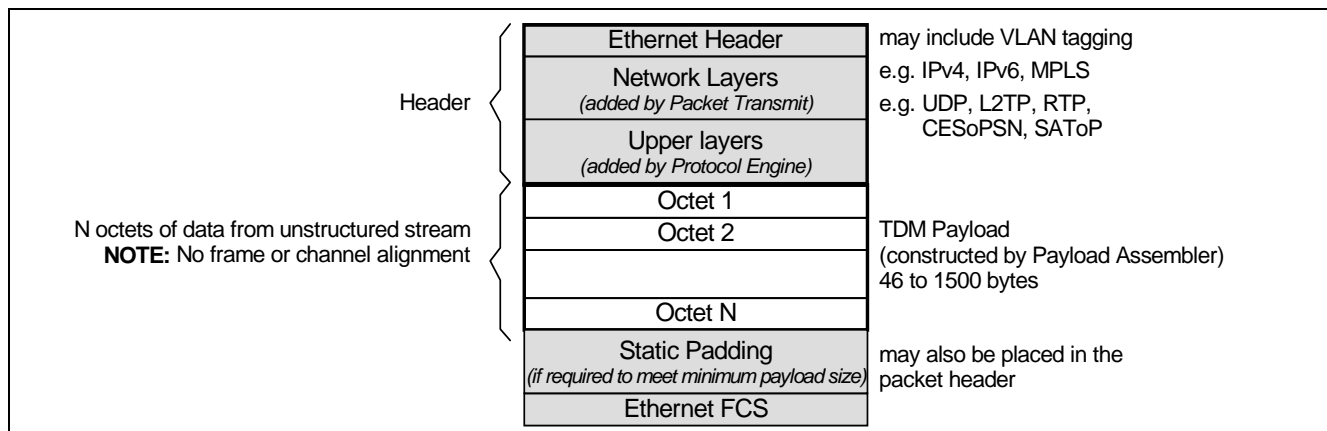 Ethernet Header
may include VLAN tagging
Network Layers
(added by Packet Transmit)
e.g. IPv4, IPv6, MPLS
Header
e.g. UDP, L2TP, RTP,
CESoPSN, SAToP
Upper layers
(added by Protocol Engine)
Octet 1
N octets of data from unstructured stream
NOTE: No frame or channel alignment
Octet 2
TDM Payload
(constructed by Payload Assembler)
46 to 1500 bytes
Octet N
Static Padding
(if required to meet minimum payload size)
may also be placed in the
packet header
Ethernet FCS